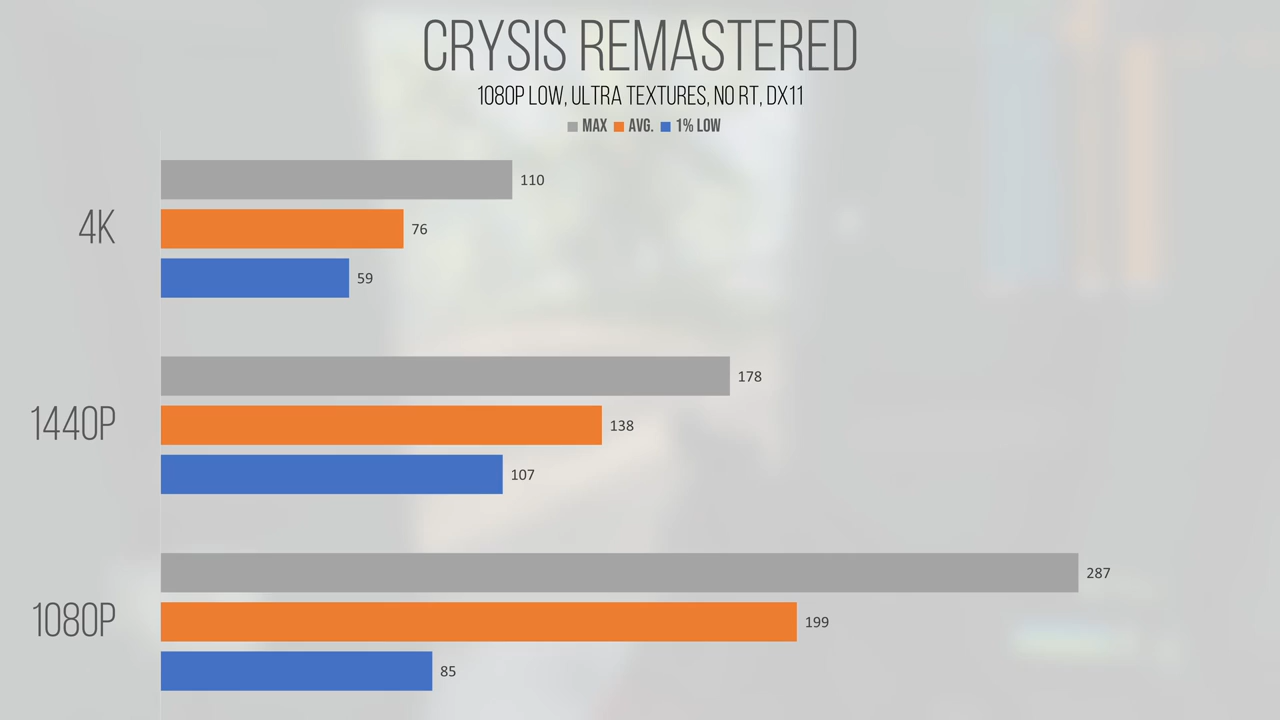 CRYSIS REMASTERED
1080P LOW, ULTRA TEXTURES, NO RT, DX11
MAX AVG. 1% LOW
110
4K 76
59
178
1440P 138
107
287
1080P 199
85